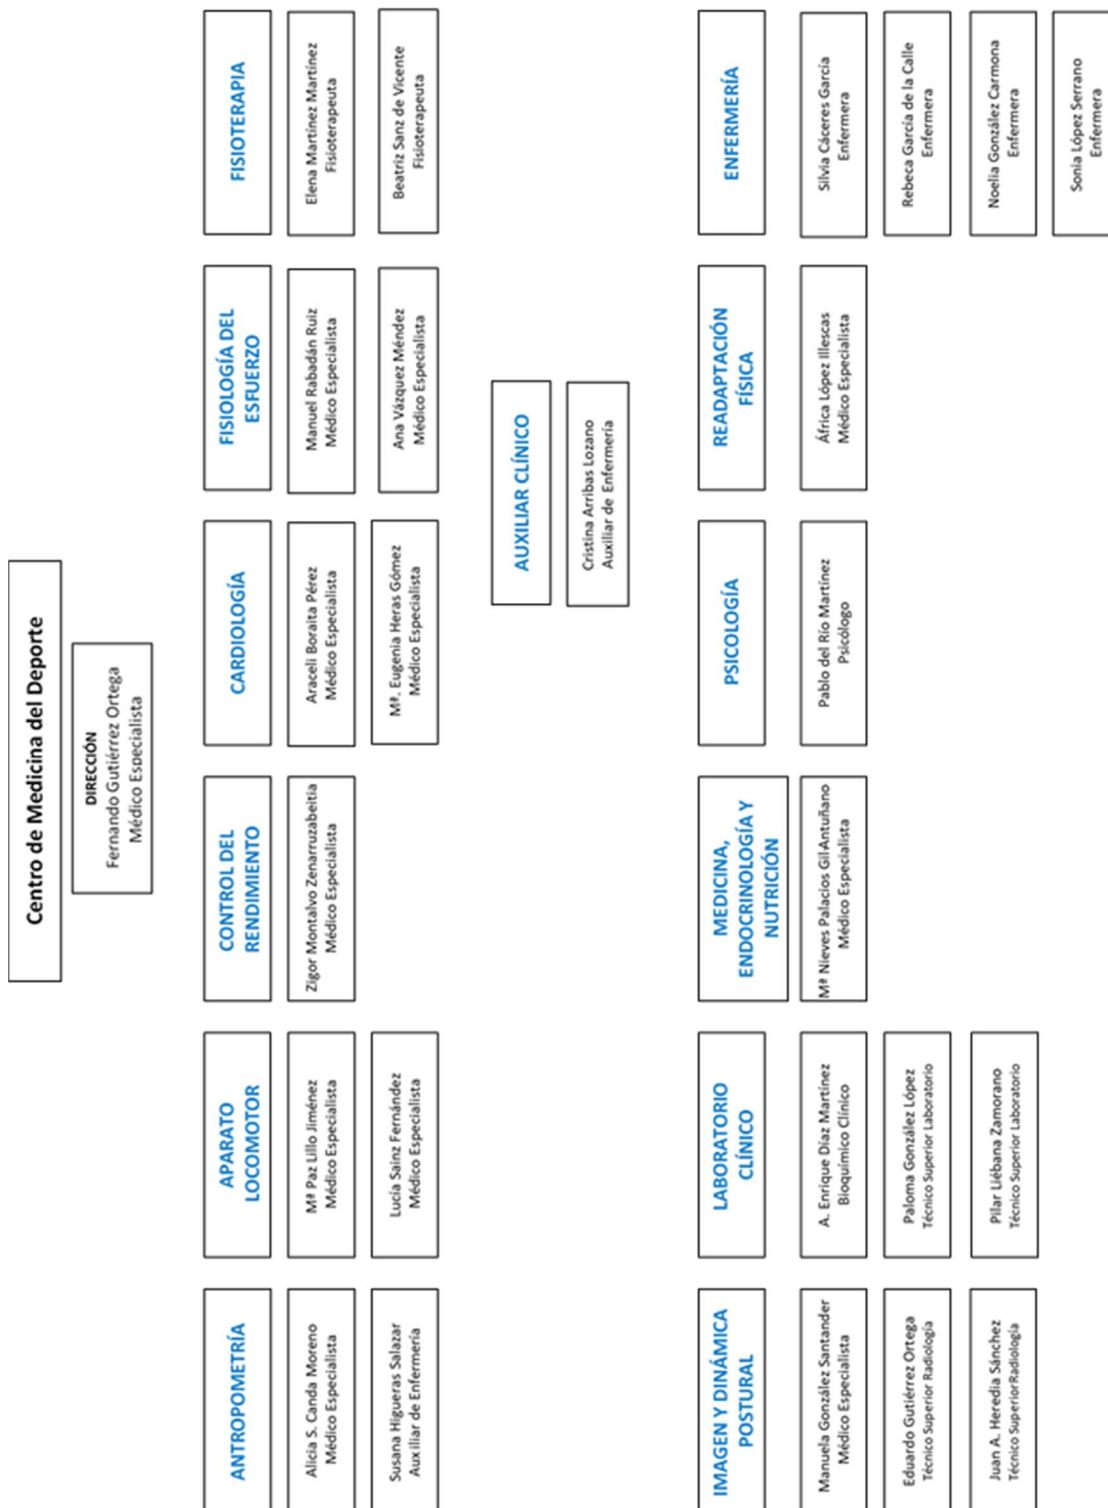 Centro de Medicina del Deporte
DIRECCIÓN
Fernando Gutiérrez Ortega
Médico Especialista
ANTROPOMETRÍA
Alicia S. Canda Moreno
Médico Especialista
Susana Higueras Salazar
Auxiliar de Enfermería
APARATO
LOCOMOTOR
Mª Paz Lillo Jiménez
Médico Especialista
Lucía Sainz Fernández
Médico Especialista
CONTROL DEL
RENDIMIENTO
Zigor Montalvo Zenarruzabeitia
Médico Especialista
CARDIOLOGÍA
Araceli Boraita Pérez
Médico Especialista
Mª. Eugenia Heras Gómez
Médico Especialista
FISIOLOGÍA DEL
ESFUERZO
Manuel Rabadán Ruiz
Médico Especialista
Ana Vázquez Méndez
Médico Especialista
FISIOTERAPIA
Elena Martínez Martínez
Fisioterapeuta
Beatriz Sanz de Vicente
Fisioterapeuta
AUXILIAR CLÍNICO
Cristina Arribas Lozano
Auxiliar de Enfermería
IMAGEN Y DINÁMICA
POSTURAL
Manuela González Santander
Médico Especialista
Eduardo Gutiérrez Ortega
Técnico Superior Radiología
Juan A. Heredia Sánchez
Técnico SuperiorRadiología
LABORATORIO
CLÍNICO
A. Enrique Díaz Martínez
Bioquímico Clínico
Paloma González López
Técnico Superior Laboratorio
Pilar Liébana Zamorano
Técnico Superior Laboratorio
MEDICINA,
ENDOCRINOLOGÍA Y
NUTRICIÓN
Mª Nieves Palacios Gil-Antuñano
Médico Especialista
PSICOLOGÍA
Pablo del Río Martínez
Psicólogo
READAPTACIÓN
FÍSICA
África López Illescas
Médico Especialista
ENFERMERÍA
Silvia Cáceres García
Enfermera
Rebeca García de la Calle
Enfermera
Noelia González Carmona
Enfermera
Sonia López Serrano
Enfermera